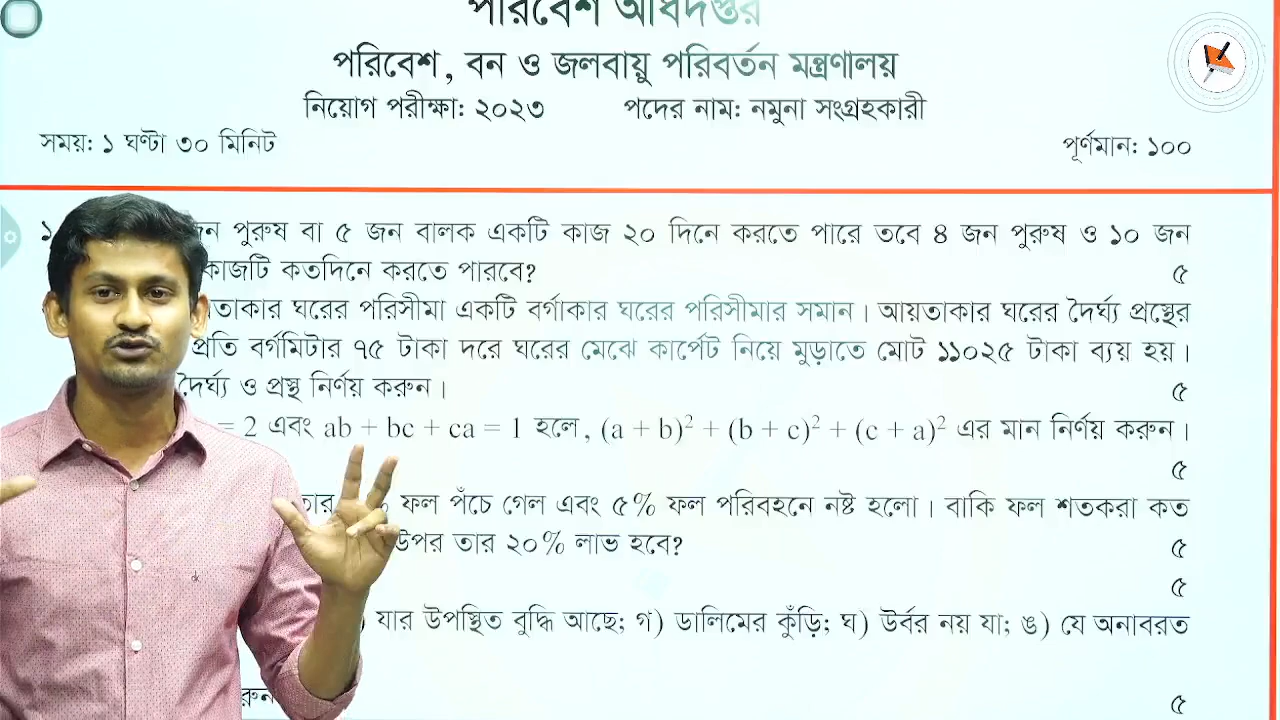 পরিবেশ অধিদপ্তর
পরিবেশ, বন ও জলবায়ু পরিবর্তন মন্ত্রণালয়
নিয়োগ পরীক্ষা: ২০২৩ পদের নাম: নমুনা সংগ্রহকারী
সময়: ১ ঘণ্টা ৩০ মিনিট পূর্ণমান: ১০০
১ জন পুরুষ বা ৫ জন বালক একটি কাজ ২০ দিনে করতে পারে তবে ৪ জন পুরুষ ও ১০ জন
কাজটি কতদিনে করতে পারবে? ৫
তাকার ঘরের পরিসীমা একটি বর্গাকার ঘরের পরিসীমার সমান। আয়তাকার ঘরের দৈর্ঘ্য প্রস্থের
প্রতি বর্গমিটার ৭৫ টাকা দরে ঘরের মেঝে কার্পেট দিয়ে মুড়াতে মোট ১১০২৫ টাকা ব্যয় হয়।
দৈর্ঘ্য ও প্রস্থ নির্ণয় করুন। ৫
= 2 এবং ab + bc + ca = 1 হলে, (a + b)² + (b + c)² + (c + a)² এর মান নির্ণয় করুন।
৫
তার % ফল পঁচে গেল এবং ৫% ফল পরিবহনে নষ্ট হলো। বাকি ফল শতকরা কত
উপর তার ২০% লাভ হবে? ৫
৫
) যার উপস্থিত বুদ্ধি আছে; গ) ডালিমের কুঁড়ি; ঘ) উর্বর নয় যা; ঙ) যে অনাবরত
রুন ৫